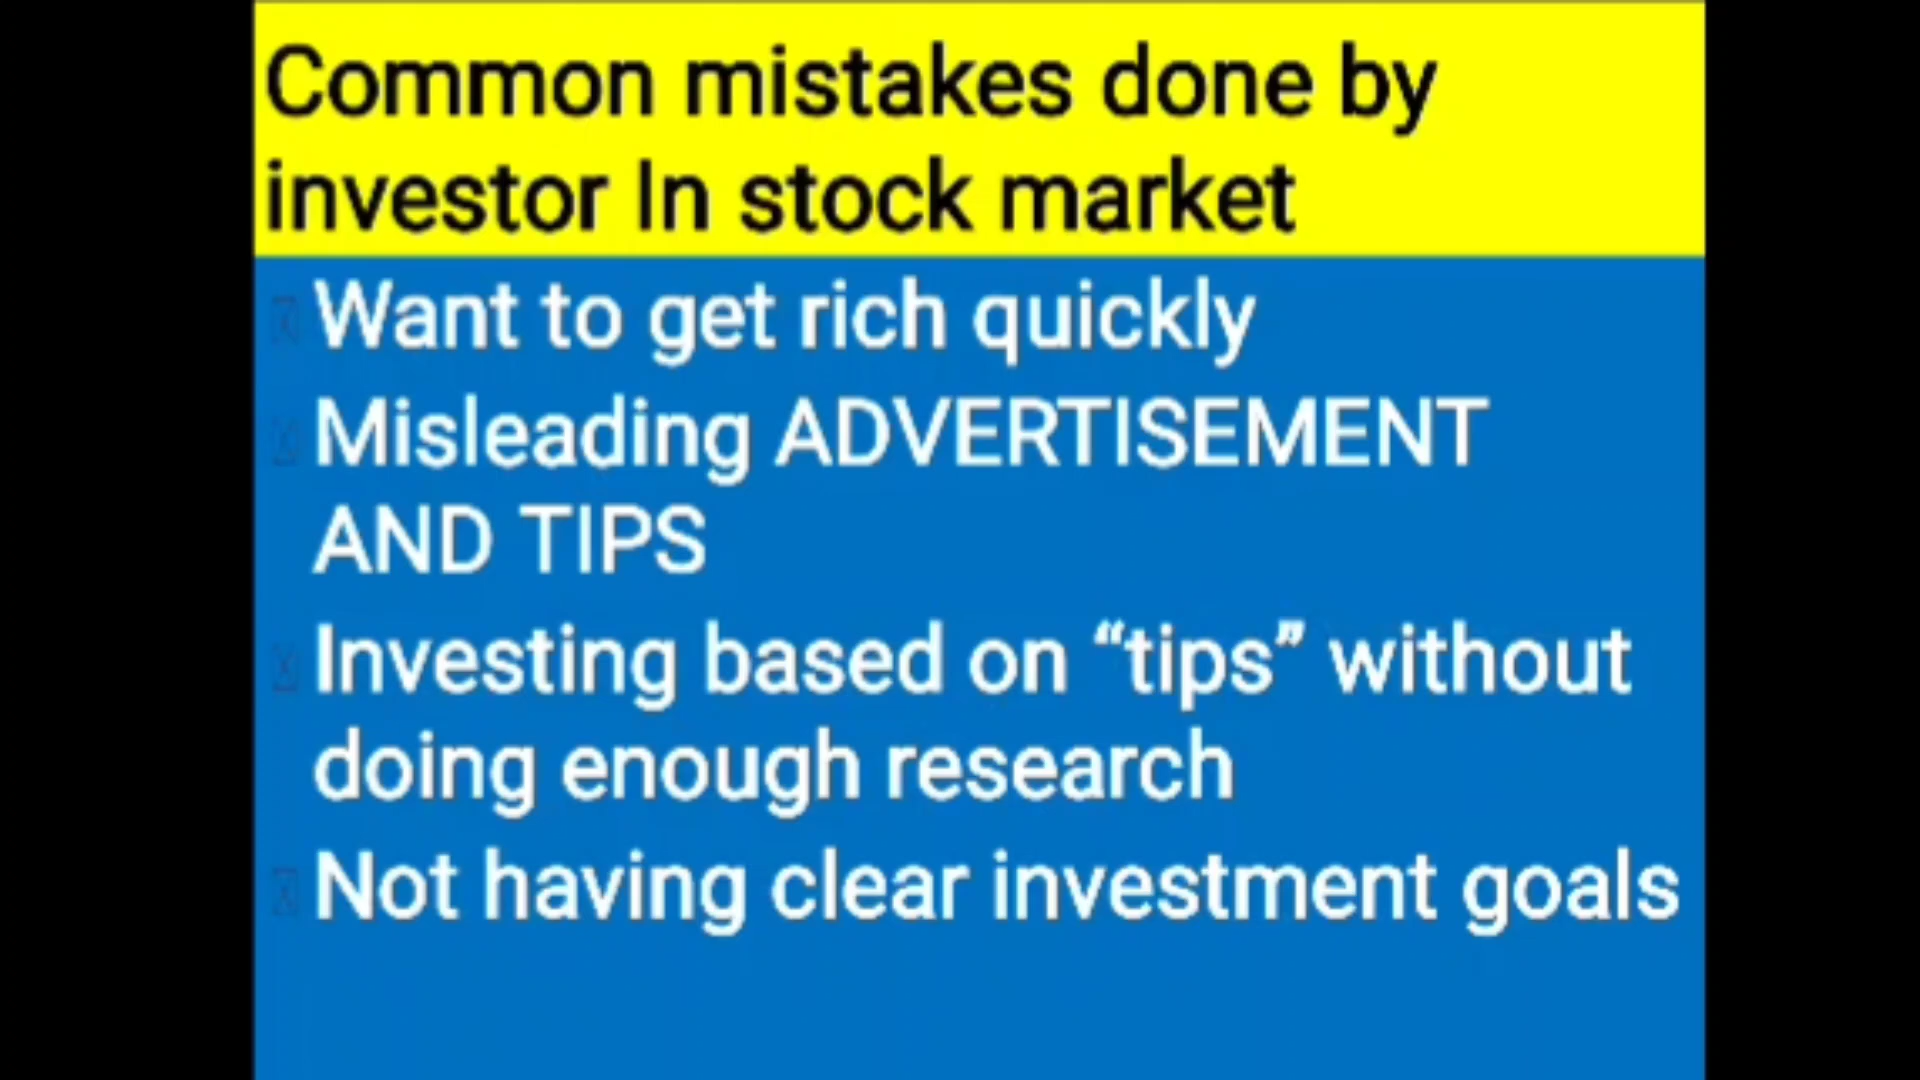 Common mistakes done by
investor In stock market
Want to get rich quickly
Misleading ADVERTISEMENT
AND TIPS
Investing based on “tips” without
doing enough research
Not having clear investment goals